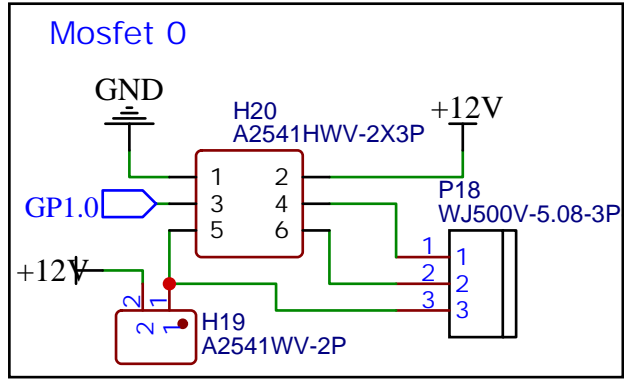 Mosfet 0
GND
H20
A2541HWV-2X3P
+12V
1 2
3 4
5 6
GP1.0
P18
WJ500V-5.08-3P
1 1
2 2
3 3
+12V
2 1
2 1
H19
A2541WV-2P